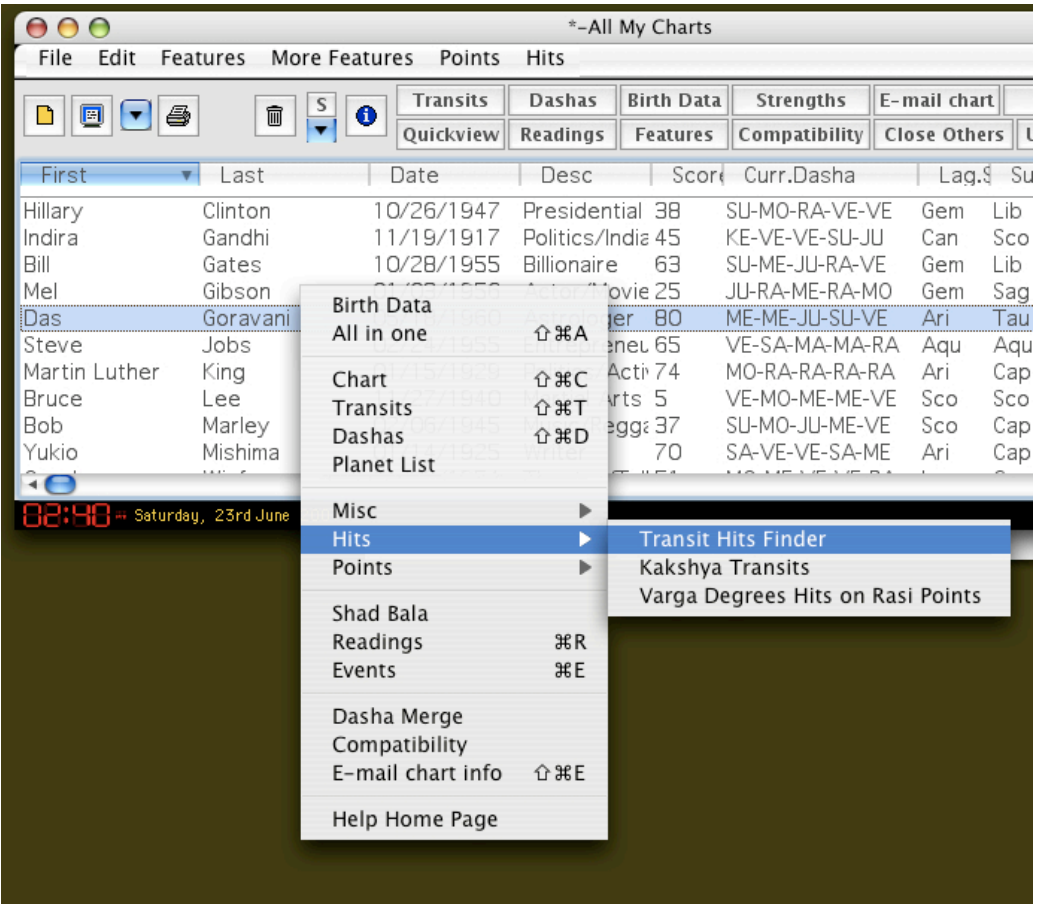 *-All My Charts
File Edit Features More Features Points Hits
S Transits Dashas Birth Data Strengths E-mail chart
Quickview Readings Features Compatibility Close Others
First Last Date Desc Score Curr.Dasha Lag.S Su
Hillary Clinton 10/26/1947 Presidential 38 SU-MO-RA-VE-VE Gem Lib
Indira Gandhi 11/19/1917 Politics/India 45 KE-VE-VE-SU-JU Can Sco
Bill Gates 10/28/1955 Billionaire 63 SU-ME-JU-RA-VE Gem Lib
Mel Gibson Actor/Movie 25 JU-RA-ME-RA-MO Gem Sag
Das Goravani Astrologer 80 ME-ME-JU-SU-VE Ari Tau
Steve Jobs 65 VE-SA-MA-MA-RA Aqu Aqu
Martin Luther King 74 MO-RA-RA-RA-RA Ari Cap
Bruce Lee Arts 5 VE-MO-ME-ME-VE Sco Sco
Bob Marley 37 SU-MO-JU-ME-VE Sco Cap
Yukio Mishima Writer 70 SA-VE-VE-SA-ME Ari Cap
02:40 Saturday, 23rd June
Birth Data
All in one ⇧⌘A
Chart ⇧⌘C
Transits ⇧⌘T
Dashas ⇧⌘D
Planet List
Misc
Hits
Points
Shad Bala
Readings ⌘R
Events ⌘E
Dasha Merge
Compatibility
E-mail chart info ⇧⌘E
Help Home Page
Transit Hits Finder
Kakshya Transits
Varga Degrees Hits on Rasi Points